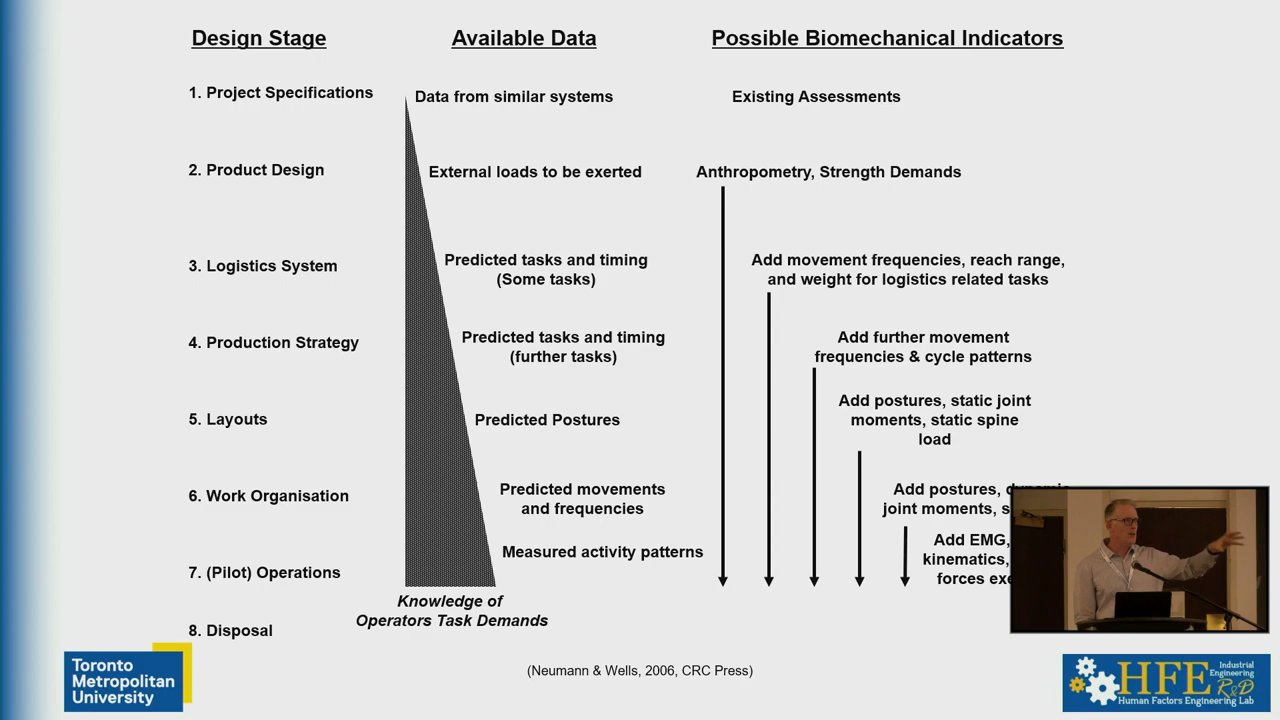 Design Stage
Available Data
Possible Biomechanical Indicators
1. Project Specifications
Data from similar systems
Existing Assessments
2. Product Design
External loads to be exerted
Anthropometry, Strength Demands
3. Logistics System
Predicted tasks and timing
(Some tasks)
Add movement frequencies, reach range,
and weight for logistics related tasks
4. Production Strategy
Predicted tasks and timing
(further tasks)
Add further movement
frequencies & cycle patterns
5. Layouts
Predicted Postures
Add postures, static joint
moments, static spine
load
6. Work Organisation
Predicted movements
and frequencies
Add postures, dynamic
joint moments,
Measured activity patterns
7. (Pilot) Operations
Add EMG,
kinematics,
forces
Knowledge of
Operators Task Demands
8. Disposal
(Neumann & Wells, 2006, CRC Press)
Toronto
Metropolitan
University
HFE
Industrial
Engineering
R&D
Human Factors Engineering Lab